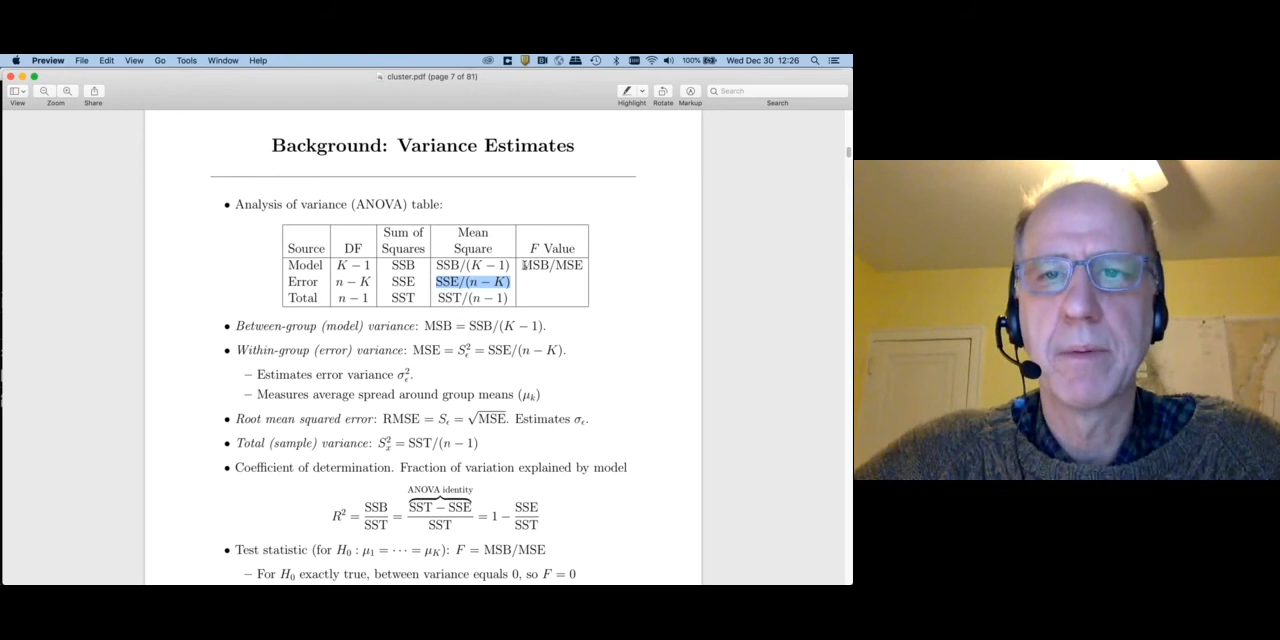 Preview File Edit View Go Tools Window Help 100% Wed Dec 30 12:26
cluster.pdf (page 7 of 81)
View Zoom Share Highlight Rotate Markup Search
Search
Background: Variance Estimates
• Analysis of variance (ANOVA) table:
Sum of Mean
Source DF Squares Square F Value
Model K − 1 SSB SSB/(K − 1) MSB/MSE
Error n − K SSE SSE/(n − K)
Total n − 1 SST SST/(n − 1)
• Between-group (model) variance: MSB = SSB/(K − 1).
• Within-group (error) variance: MSE = S²ϵ = SSE/(n − K).
– Estimates error variance σ²ϵ.
– Measures average spread around group means (μₖ)
• Root mean squared error: RMSE = Sϵ = √MSE. Estimates σϵ.
• Total (sample) variance: S²ₓ = SST/(n − 1)
• Coefficient of determination. Fraction of variation explained by model
ANOVA identity
R² = SSB/SST = (SST − SSE)/SST = 1 − SSE/SST
• Test statistic (for H₀ : μ₁ = ⋯ = μK): F = MSB/MSE
– For H₀ exactly true, between variance equals 0, so F = 0